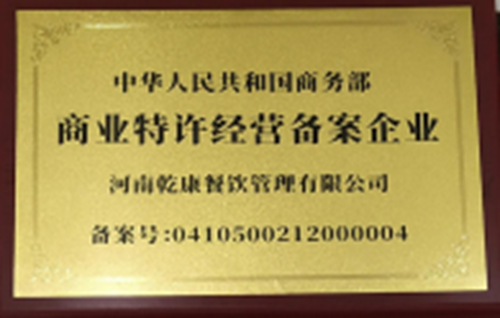 中华人民共和国商务部
商业特许经营备案企业
河南乾康餐饮管理有限公司
备案号:0410500212000004